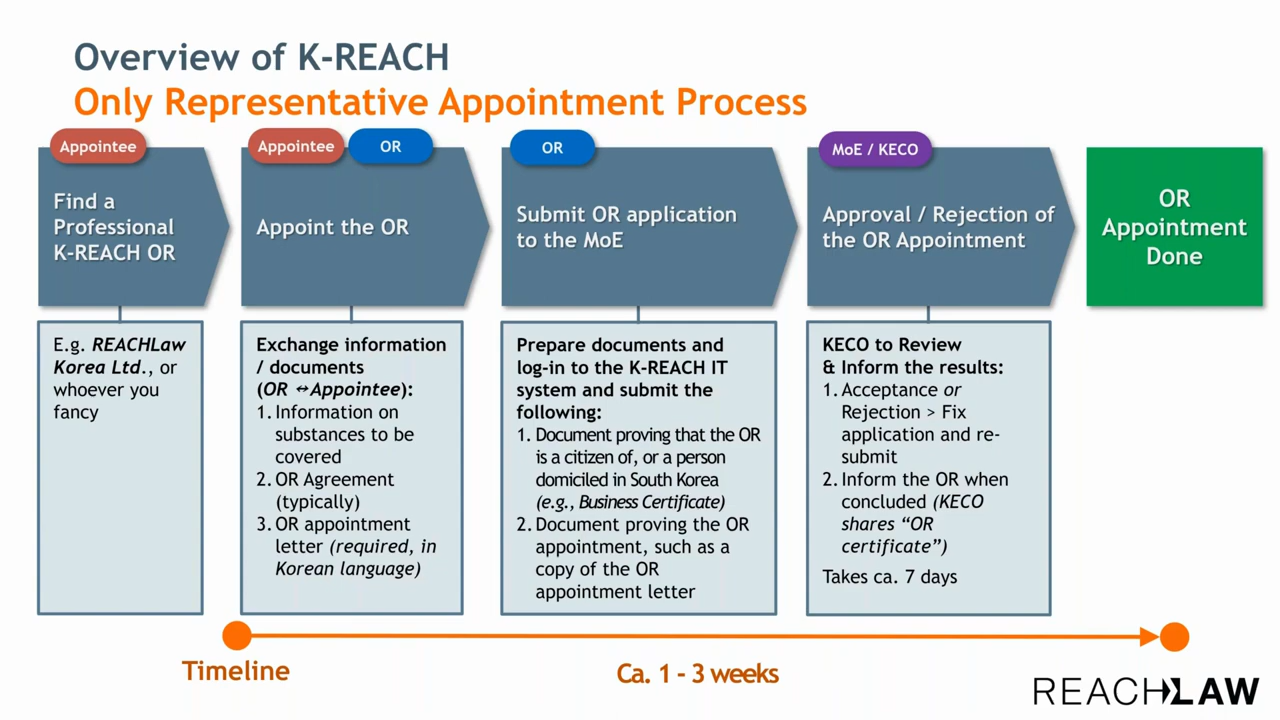 Overview of K-REACH
Only Representative Appointment Process
Appointee
Find a
Professional
K-REACH OR
E.g. REACHLaw
Korea Ltd., or
whoever you
fancy
Appointee
OR
Appoint the OR
Exchange information
/ documents
(OR ↔Appointee):
1. Information on
substances to be
covered
2. OR Agreement
(typically)
3. OR appointment
letter (required, in
Korean language)
OR
Submit OR application
to the MoE
Prepare documents and
log-in to the K-REACH IT
system and submit the
following:
1. Document proving that the OR
is a citizen of, or a person
domiciled in South Korea
(e.g., Business Certificate)
2. Document proving the OR
appointment, such as a
copy of the OR
appointment letter
MoE / KECO
Approval / Rejection of
the OR Appointment
KECO to Review
& Inform the results:
1. Acceptance or
Rejection > Fix
application and re-
submit
2. Inform the OR when
concluded (KECO
shares “OR
certificate”)
Takes ca. 7 days
OR
Appointment
Done
Timeline
Ca. 1 - 3 weeks
REACHLAW